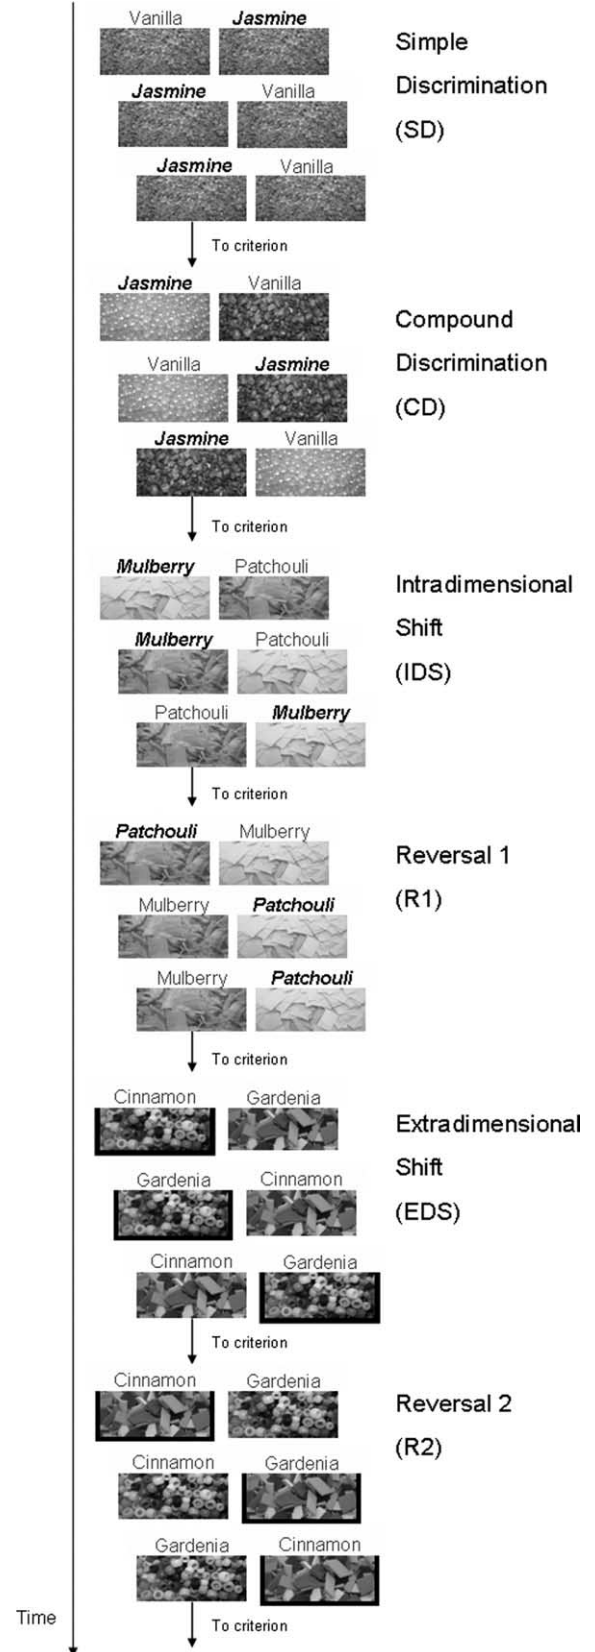 Vanilla Jasmine
Simple
Discrimination
(SD)
Jasmine Vanilla
Jasmine Vanilla
To criterion
Jasmine Vanilla
Compound
Discrimination
(CD)
Vanilla Jasmine
Jasmine Vanilla
To criterion
Mulberry Patchouli
Intradimensional
Shift
(IDS)
Mulberry Patchouli
Patchouli Mulberry
To criterion
Patchouli Mulberry
Reversal 1
(R1)
Mulberry Patchouli
Mulberry Patchouli
To criterion
Cinnamon Gardenia
Extradimensional
Shift
(EDS)
Gardenia Cinnamon
Cinnamon Gardenia
To criterion
Cinnamon Gardenia
Reversal 2
(R2)
Cinnamon Gardenia
Gardenia Cinnamon
To criterion
Time